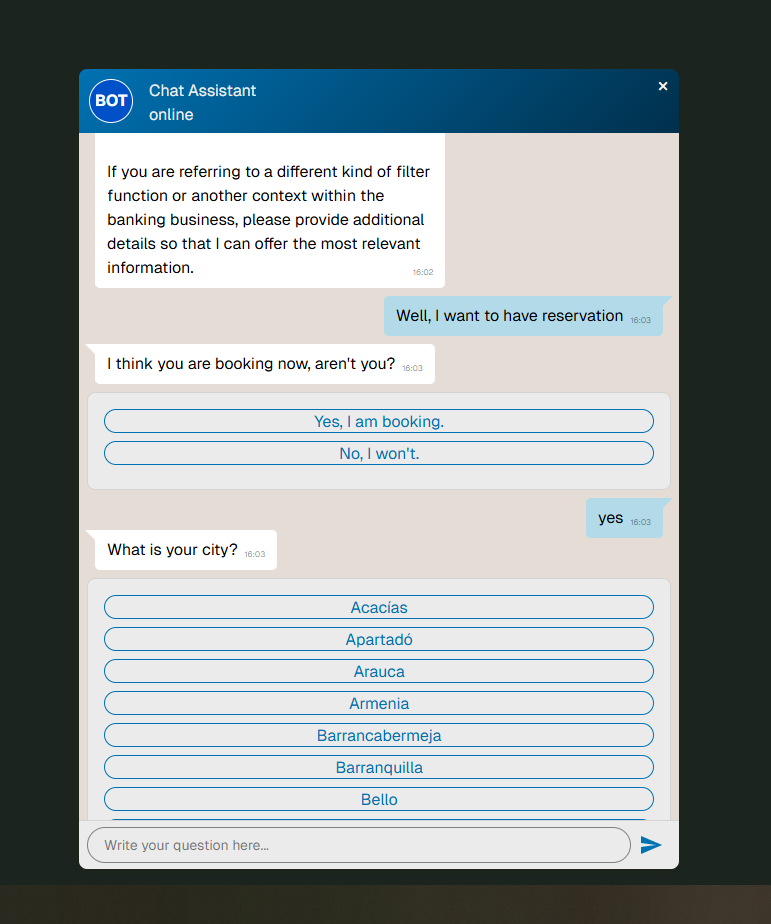 BOT
Chat Assistant
online
×
If you are referring to a different kind of filter
function or another context within the
banking business, please provide additional
details so that I can offer the most relevant
information.
16:02
Well, I want to have reservation 16:03
I think you are booking now, aren't you? 16:03
Yes, I am booking.
No, I won't.
yes 16:03
What is your city? 16:03
Acacías
Apartadó
Arauca
Armenia
Barrancabermeja
Barranquilla
Bello
Write your question here...